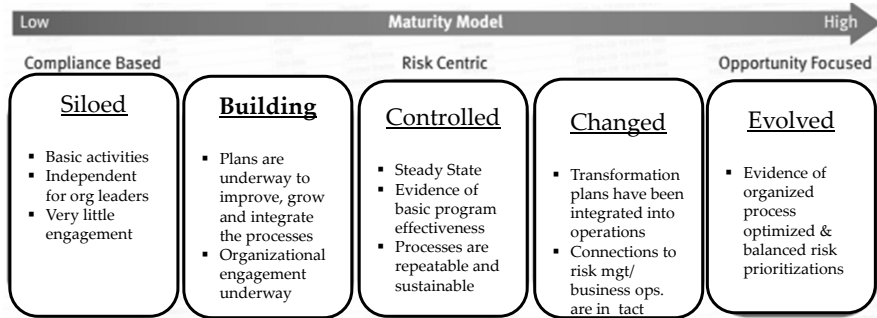 Low Maturity Model High
Compliance Based Risk Centric Opportunity Focused
Siloed
▪ Basic activities
▪ Independent
for org leaders
▪ Very little
engagement
Building
▪ Plans are
underway to
improve, grow
and integrate
the processes
▪ Organizational
engagement
underway
Controlled
▪ Steady State
▪ Evidence of
basic program
effectiveness
▪ Processes are
repeatable and
sustainable
Changed
▪ Transformation
plans have been
integrated into
operations
▪ Connections to
risk mgt/
business ops.
are in tact
Evolved
▪ Evidence of
organized
process
optimized &
balanced risk
prioritizations